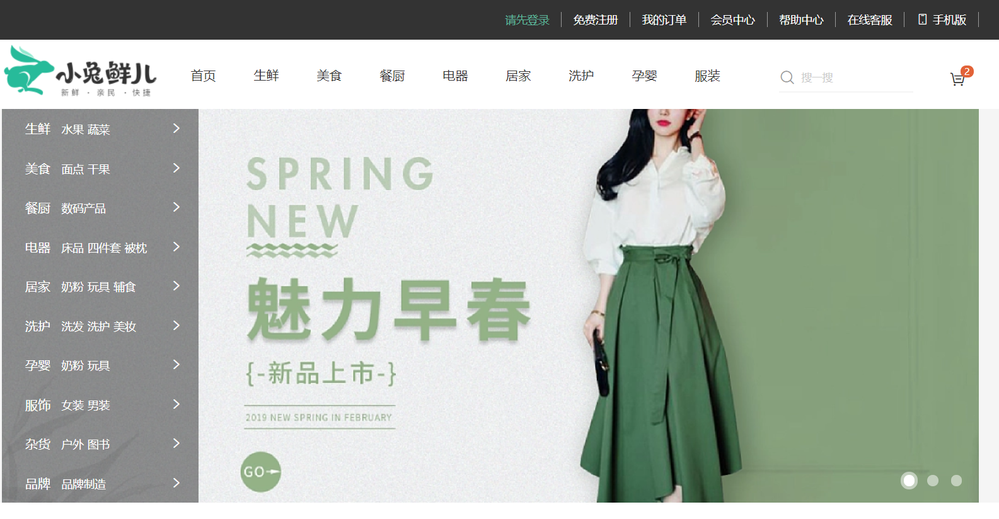 请先登录 免费注册 我的订单 会员中心 帮助中心 在线客服 手机版
小兔鲜儿
新鲜 · 亲民 · 快捷
首页 生鲜 美食 餐厨 电器 居家 洗护 孕婴 服装 搜一搜 2
生鲜 水果 蔬菜
美食 面点 干果
餐厨 数码产品
电器 床品 四件套 被枕
居家 奶粉 玩具 辅食
洗护 洗发 洗护 美妆
孕婴 奶粉 玩具
服饰 女装 男装
杂货 户外 图书
品牌 品牌制造
SPRING
NEW
魅力早春
{-新品上市-}
2019 NEW SPRING IN FEBRUARY
GO